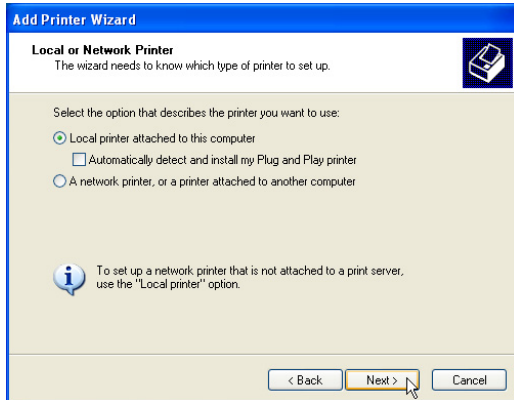 Add Printer Wizard
Local or Network Printer
The wizard needs to know which type of printer to set up.
Select the option that describes the printer you want to use:
Local printer attached to this computer
Automatically detect and install my Plug and Play printer
A network printer, or a printer attached to another computer
To set up a network printer that is not attached to a print server,
use the "Local printer" option.
< Back Next > Cancel